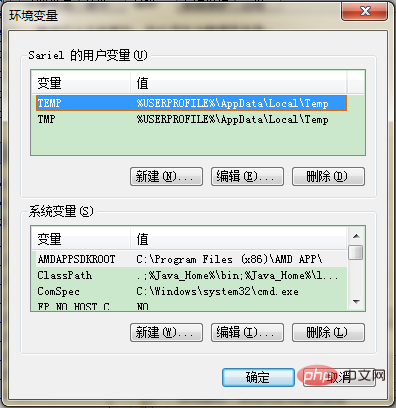 环境变量
Sariel 的用户变量(U)
变量 值
TEMP %USERPROFILE%\AppData\Local\Temp
TMP %USERPROFILE%\AppData\Local\Temp
新建(N)... 编辑(E)... 删除(D)
系统变量(S)
变量 值
AMDAPPSDKROOT C:\Program Files (x86)\AMD APP\
ClassPath .;%Java_Home%\bin;%Java_Home%\l...
ComSpec C:\Windows\system32\cmd.exe
FP_NO_HOST_C NO
新建(W)... 编辑(I)... 删除(L)
确定 取消
php 中文网